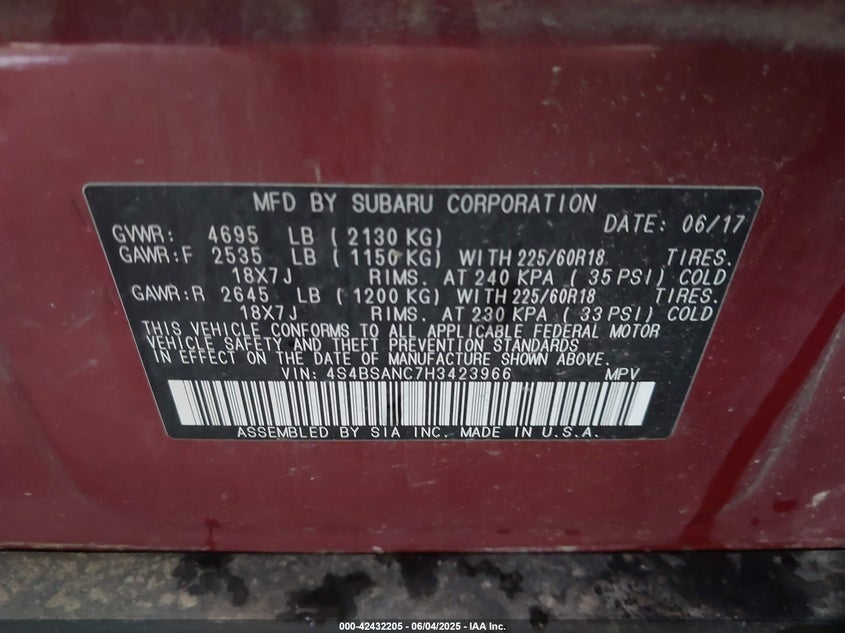 MFD BY SUBARU CORPORATION
DATE: 06/17
GVWR: 4695 LB ( 2130 KG)
GAWR:F 2535 LB ( 1150 KG) WITH 225/60R18 TIRES.
18X7J RIMS. AT 240 KPA ( 35 PSI) COLD
GAWR:R 2645 LB ( 1200 KG) WITH 225/60R18 TIRES.
18X7J RIMS. AT 230 KPA ( 33 PSI) COLD
THIS VEHICLE CONFORMS TO ALL APPLICABLE FEDERAL MOTOR
VEHICLE SAFETY AND THEFT PREVENTION STANDARDS
IN EFFECT ON THE DATE OF MANUFACTURE SHOWN ABOVE.
VIN: 4S4BSANC7H3423966 MPV
ASSEMBLED BY SIA INC. MADE IN U.S.A.
000-42432205 - 06/04/2025 - IAA Inc.